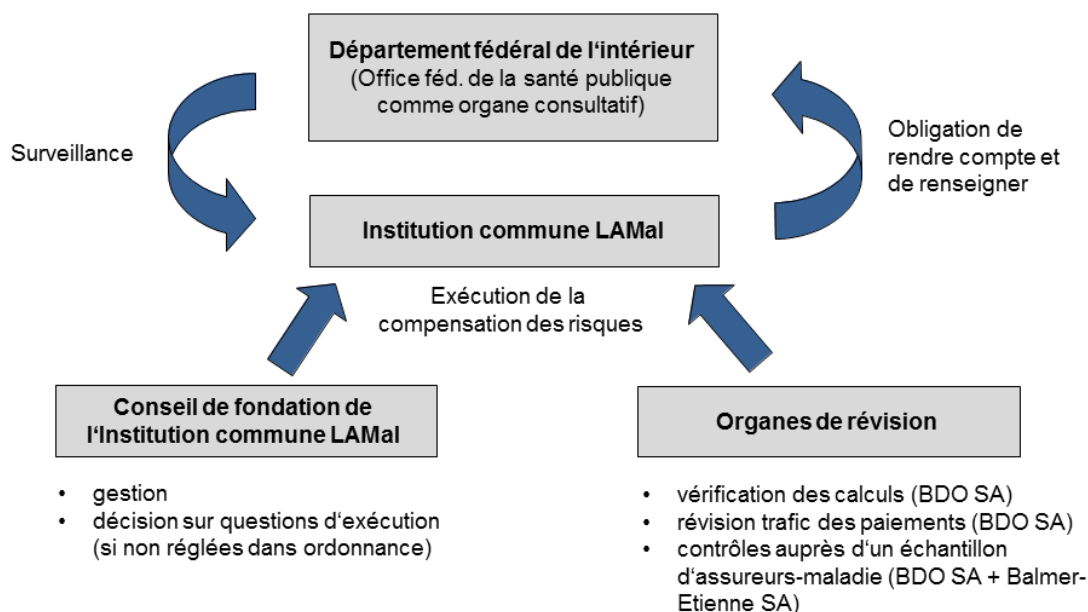 Département fédéral de l‘intérieur
(Office féd. de la santé publique
comme organe consultatif)
Surveillance
Obligation de
rendre compte et
de renseigner
Institution commune LAMal
Exécution de la
compensation des risques
Conseil de fondation de
l‘Institution commune LAMal
• gestion
• décision sur questions d‘exécution
(si non réglées dans ordonnance)
Organes de révision
• vérification des calculs (BDO SA)
• révision trafic des paiements (BDO SA)
• contrôles auprès d‘un échantillon
d‘assureurs-maladie (BDO SA + Balmer-
Etienne SA)